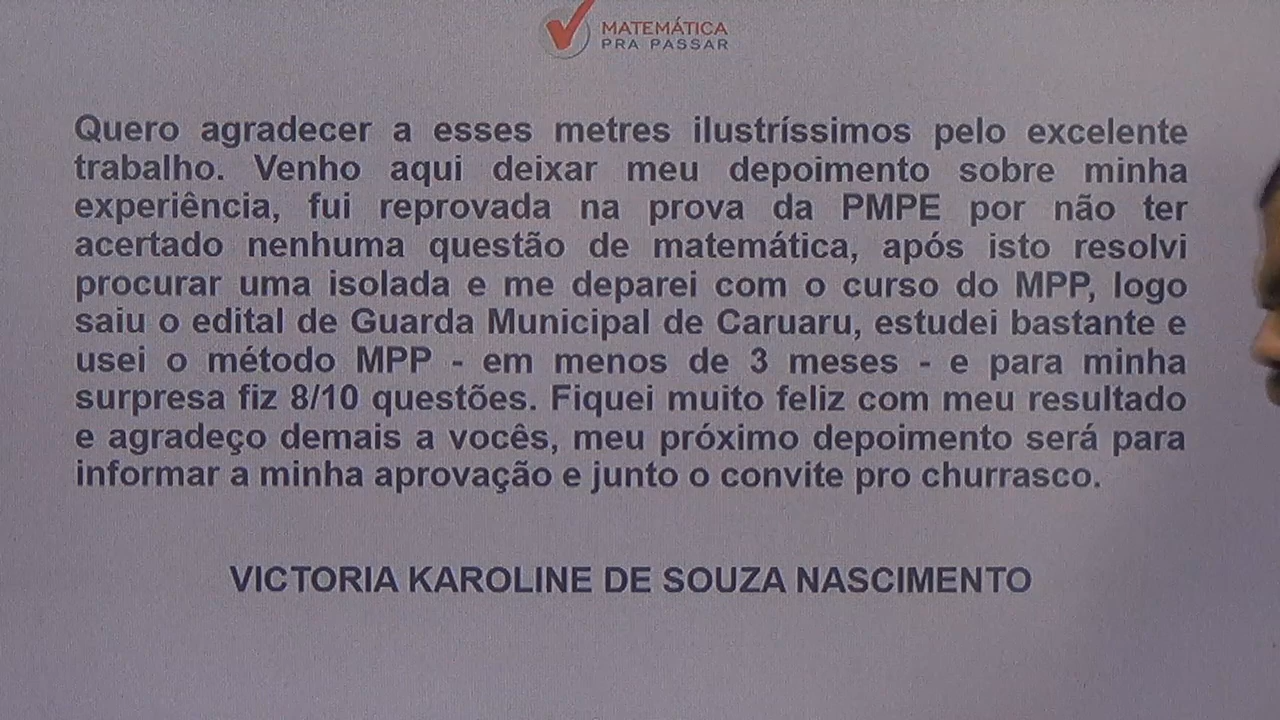 MATEMÁTICA
PRA PASSAR
Quero agradecer a esses metres ilustríssimos pelo excelente
trabalho. Venho aqui deixar meu depoimento sobre minha
experiência, fui reprovada na prova da PMPE por não ter
acertado nenhuma questão de matemática, após isto resolvi
procurar uma isolada e me deparei com o curso do MPP, logo
saiu o edital de Guarda Municipal de Caruaru, estudei bastante e
usei o método MPP - em menos de 3 meses - e para minha
surpresa fiz 8/10 questões. Fiquei muito feliz com meu resultado
e agradeço demais a vocês, meu próximo depoimento será para
informar a minha aprovação e junto o convite pro churrasco.
VICTORIA KAROLINE DE SOUZA NASCIMENTO